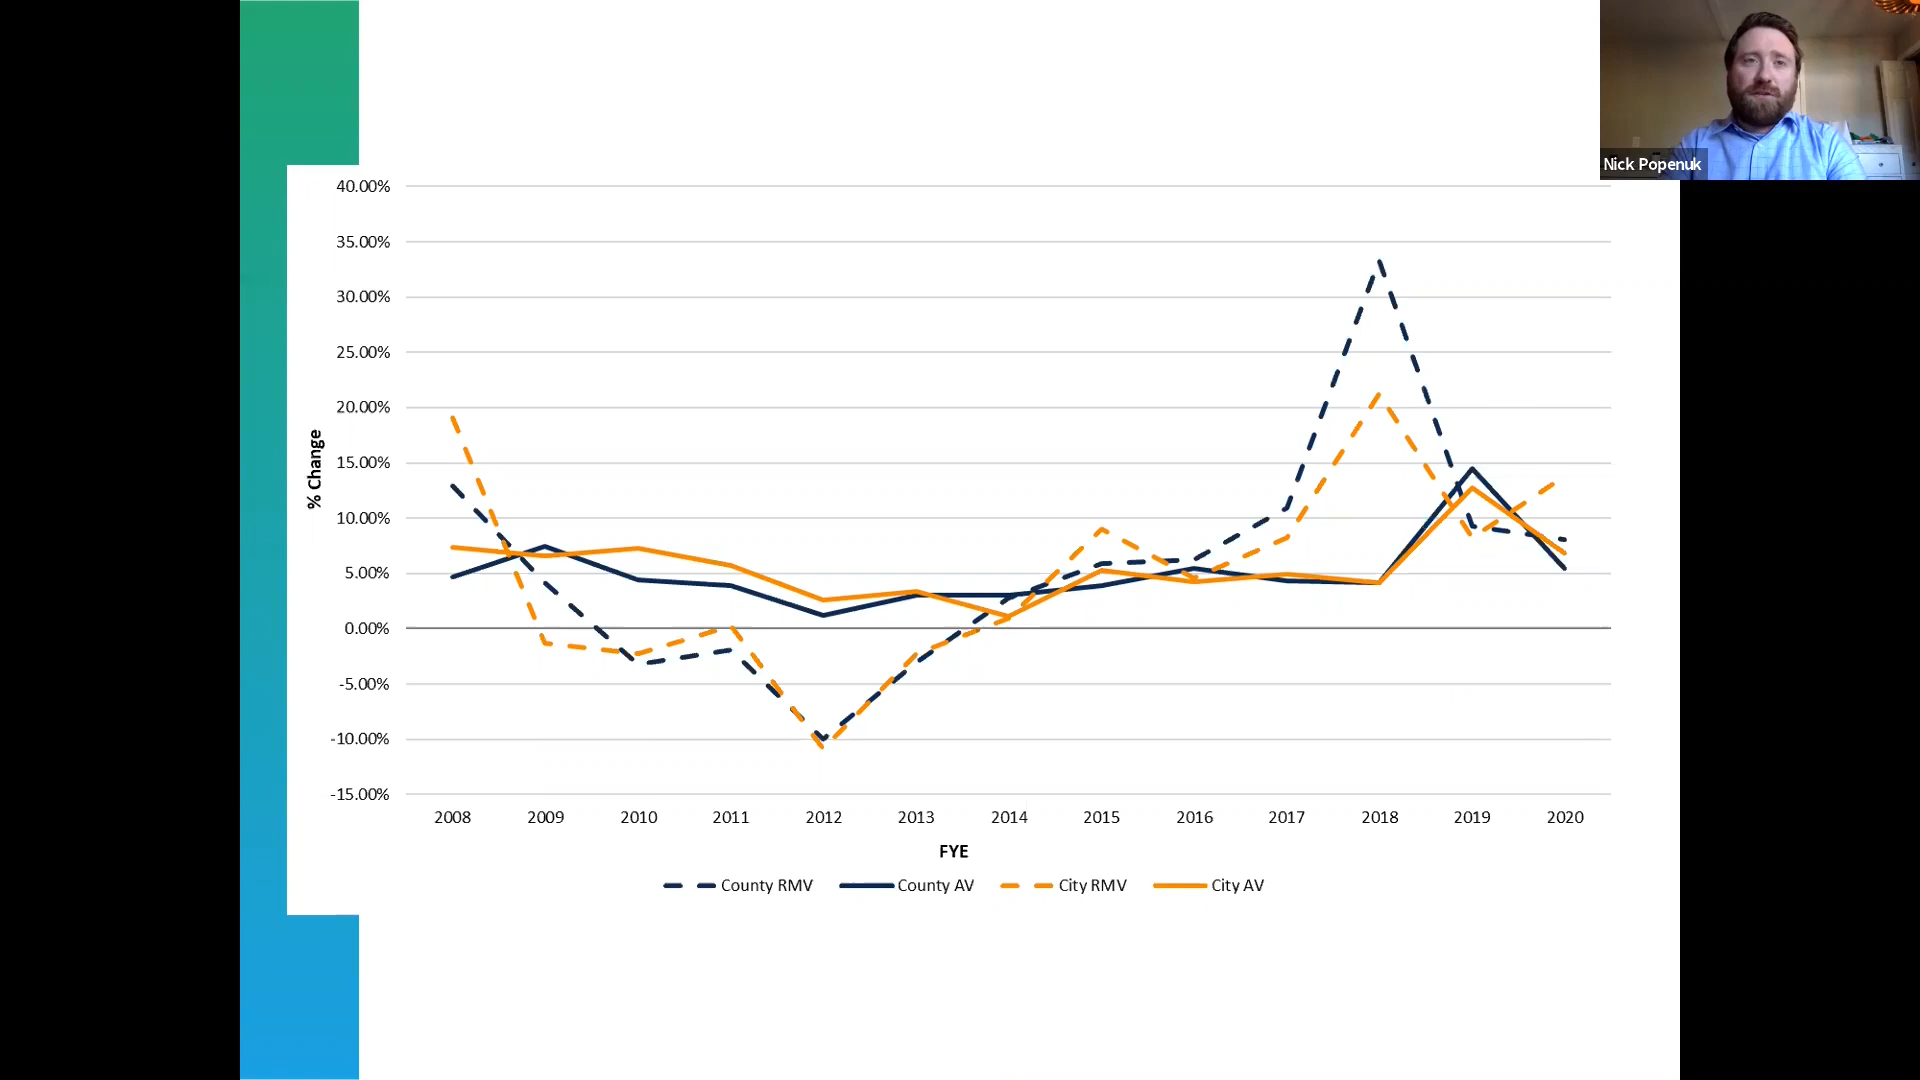 Nick Popenuk
40.00%
35.00%
30.00%
25.00%
20.00%
15.00%
10.00%
5.00%
0.00%
-5.00%
-10.00%
-15.00%
% Change
2008 2009 2010 2011 2012 2013 2014 2015 2016 2017 2018 2019 2020
FYE
County RMV County AV City RMV City AV